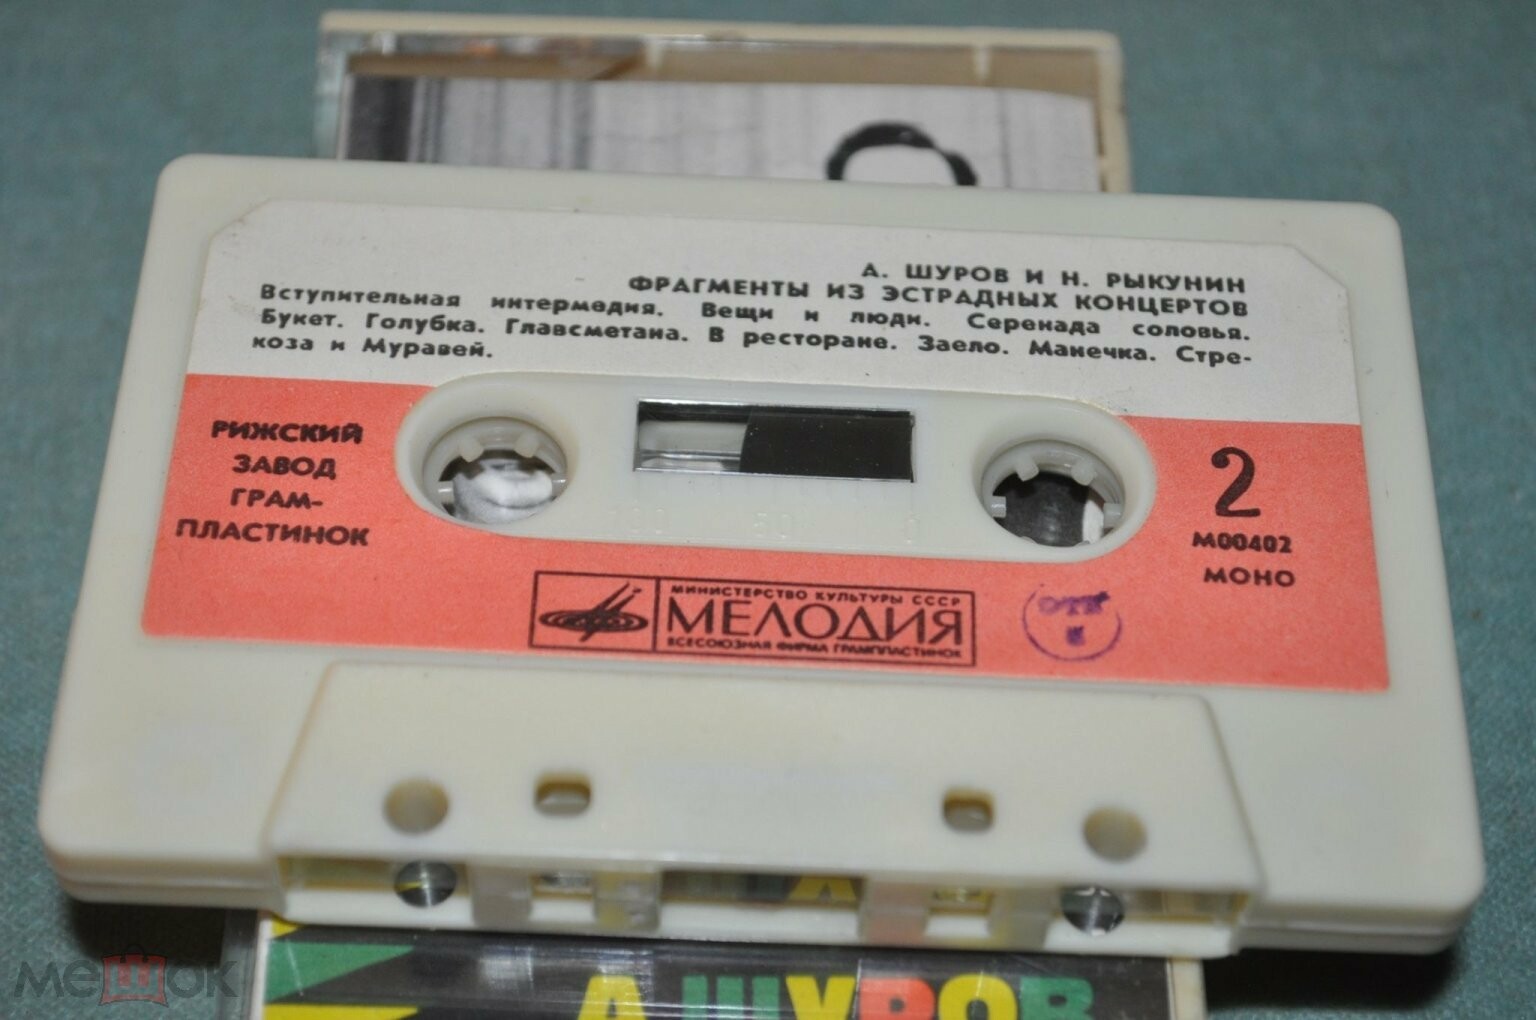 А. ШУРОВ И Н. РЫКУНИН
ФРАГМЕНТЫ ИЗ ЭСТРАДНЫХ КОНЦЕРТОВ
Вступительная интермедия. Вещи и люди. Серенада соловья.
Букет. Голубка. Главсметана. В ресторане. Заело. Манечка. Стре-
коза и Муравей.
РИЖСКИЙ
ЗАВОД
ГРАМ-
ПЛАСТИНОК
2
М00402
МОНО
100 50 0
МИНИСТЕРСТВО КУЛЬТУРЫ СССР
МЕЛОДИЯ
ВСЕСОЮЗНАЯ ФИРМА ГРАМПЛАСТИНОК
ОТК
мешок
А ШУРОВ